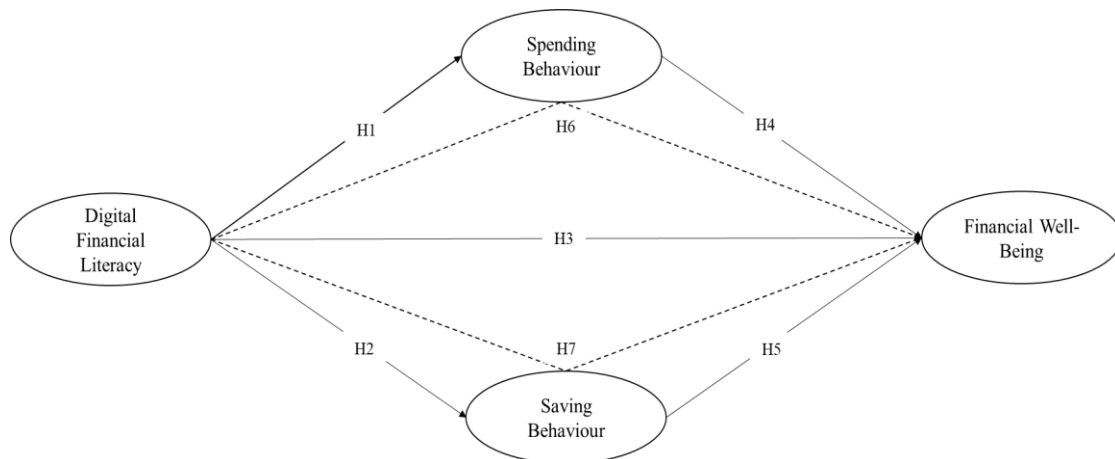 Spending
Behaviour
H1
H6
H4
Digital
Financial
Literacy
H3
Financial Well-
Being
H2
H7
H5
Saving
Behaviour